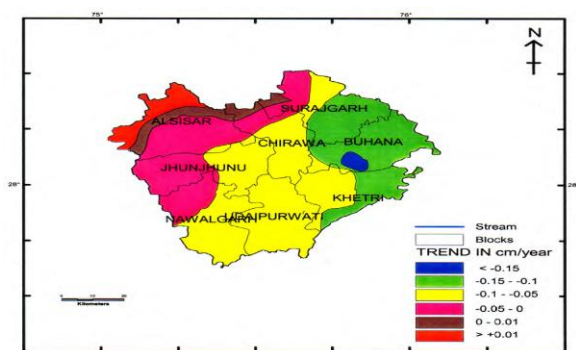 75°
76°
N
SURAJGARH
ALSISAR
BUHANA
CHIRAWA
28°
JHUNJHUNU
28°
KHETRI
NAWALGARH
UDAIPURWATI
Stream
Blocks
TREND IN cm/year
< -0.15
-0.15 - -0.1
-0.1 - -0.05
-0.05 - 0
0 - 0.01
> +0.01
Kilometers